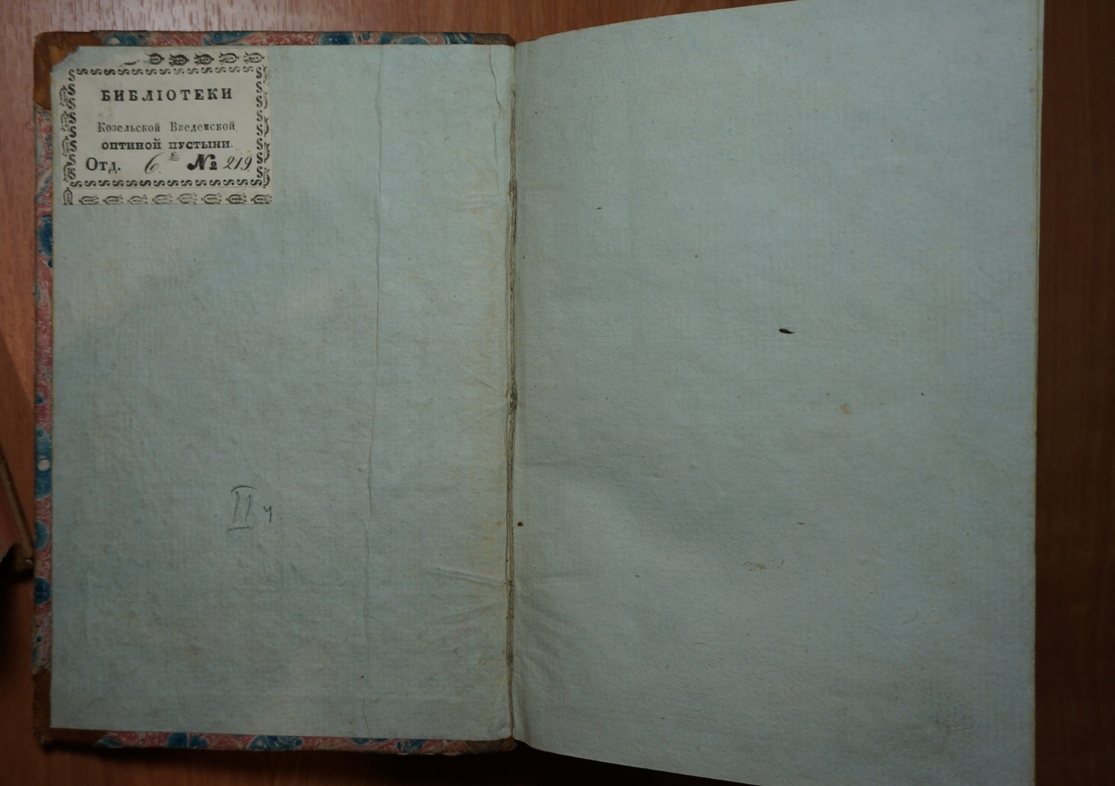 БИБЛІОТЕКИ
Козельской Введенской
ОПТИНОЙ ПУСТЫНИ.
Отд. 6.е № 219.
II ч